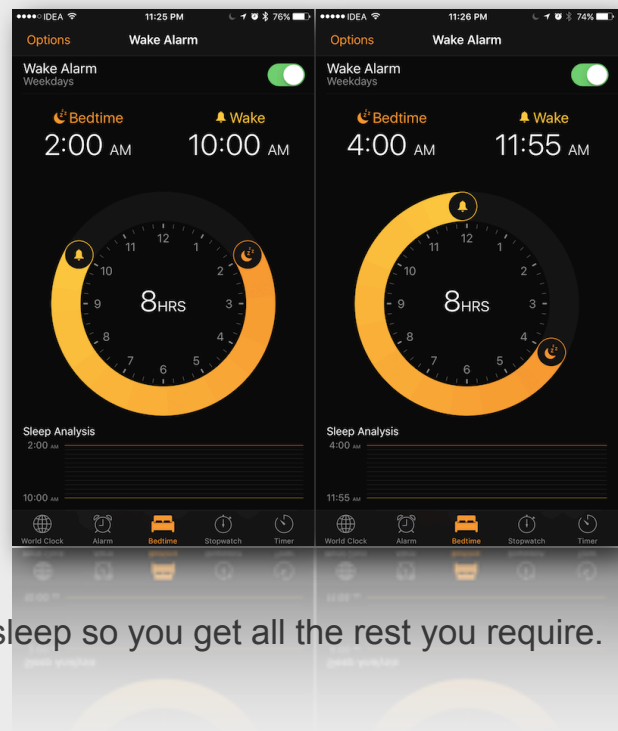 IDEA 11:25 PM 76%
Options Wake Alarm
Wake Alarm
Weekdays
Bedtime Wake
2:00 AM 10:00 AM
12
11 1
10 2
9 8HRS 3
8 4
7 5
6
Sleep Analysis
2:00 AM
10:00 AM
World Clock Alarm Bedtime Stopwatch Timer
IDEA 11:26 PM 74%
Options Wake Alarm
Wake Alarm
Weekdays
Bedtime Wake
4:00 AM 11:55 AM
12
11 1
10 2
9 8HRS 3
8 4
7 5
6
Sleep Analysis
4:00 AM
11:55 AM
World Clock Alarm Bedtime Stopwatch Timer
sleep so you get all the rest you require.